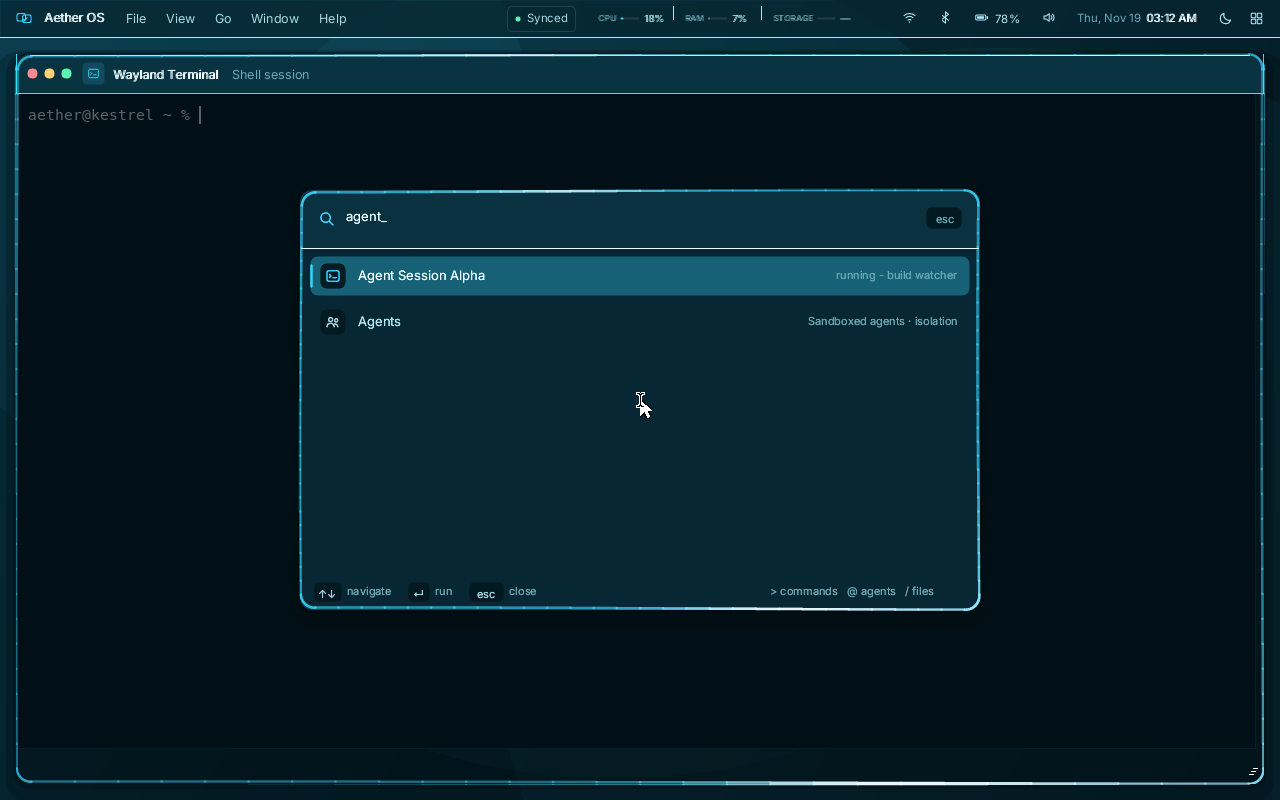 Aether OS File View Go Window Help Synced CPU 18% RAM 7% STORAGE — 78% Thu, Nov 19 03:12 AM
Wayland Terminal Shell session
aether@kestrel ~ %
agent_ esc
Agent Session Alpha running - build watcher
Agents Sandboxed agents · isolation
↑↓ navigate ↵ run esc close > commands @ agents / files